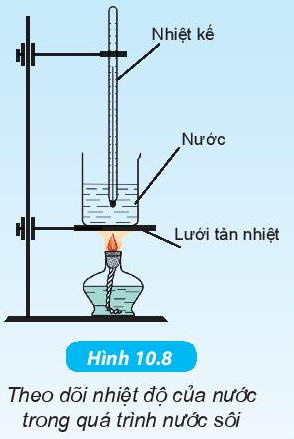 Nhiệt kế
Nước
Lưới tản nhiệt
Hình 10.8
Theo dõi nhiệt độ của nước
trong quá trình nước sôi